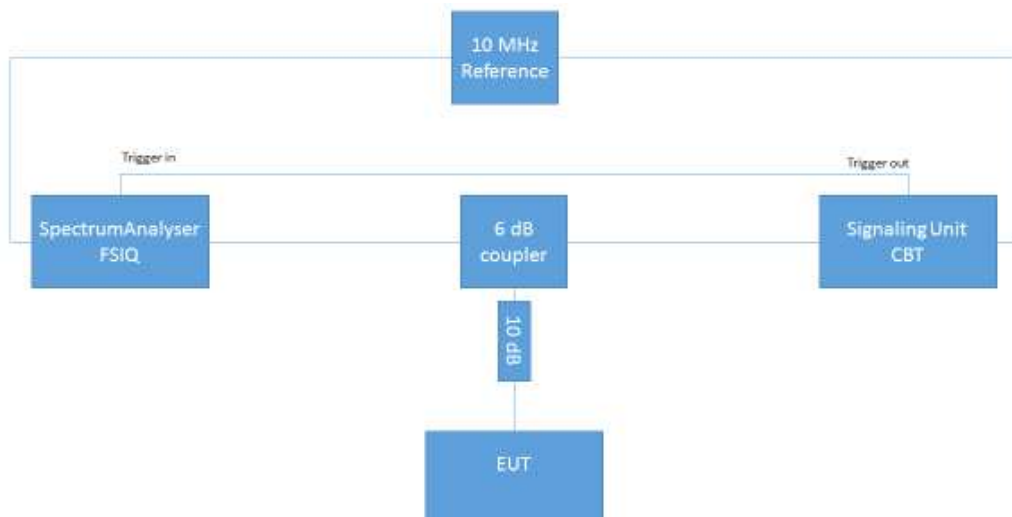 10 MHz
Reference
Trigger in
Trigger out
SpectrumAnalyser
FSIQ
6 dB
coupler
Signaling Unit
CBT
10 dB
EUT